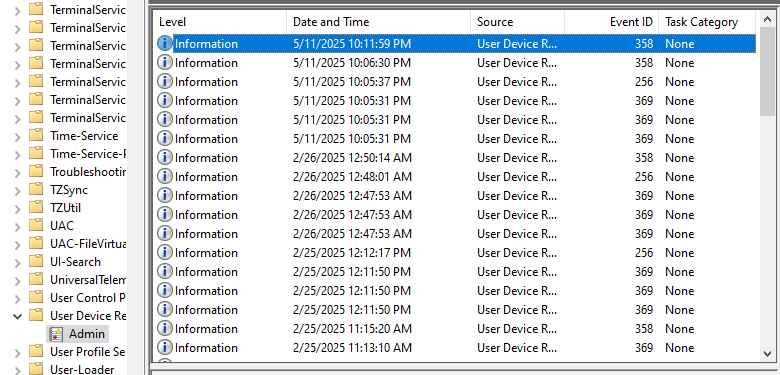 TerminalServic
TerminalServic
TerminalServic
TerminalServic
TerminalServic
TerminalServic
TerminalServic
Time-Service
Time-Service-F
Troubleshootin
TZSync
TZUtil
UAC
UAC-FileVirtua
UI-Search
UniversalTelem
User Control P
User Device Re
Admin
User Profile Se
User-Loader
Level Date and Time Source Event ID Task Category
Information 5/11/2025 10:11:59 PM User Device R... 358 None
Information 5/11/2025 10:06:30 PM User Device R... 358 None
Information 5/11/2025 10:05:37 PM User Device R... 256 None
Information 5/11/2025 10:05:31 PM User Device R... 369 None
Information 5/11/2025 10:05:31 PM User Device R... 369 None
Information 5/11/2025 10:05:31 PM User Device R... 369 None
Information 2/26/2025 12:50:14 AM User Device R... 358 None
Information 2/26/2025 12:48:01 AM User Device R... 256 None
Information 2/26/2025 12:47:53 AM User Device R... 369 None
Information 2/26/2025 12:47:53 AM User Device R... 369 None
Information 2/26/2025 12:47:53 AM User Device R... 369 None
Information 2/25/2025 12:12:17 PM User Device R... 256 None
Information 2/25/2025 12:11:50 PM User Device R... 369 None
Information 2/25/2025 12:11:50 PM User Device R... 369 None
Information 2/25/2025 12:11:50 PM User Device R... 369 None
Information 2/25/2025 11:15:20 AM User Device R... 358 None
Information 2/25/2025 11:13:10 AM User Device R... 369 None